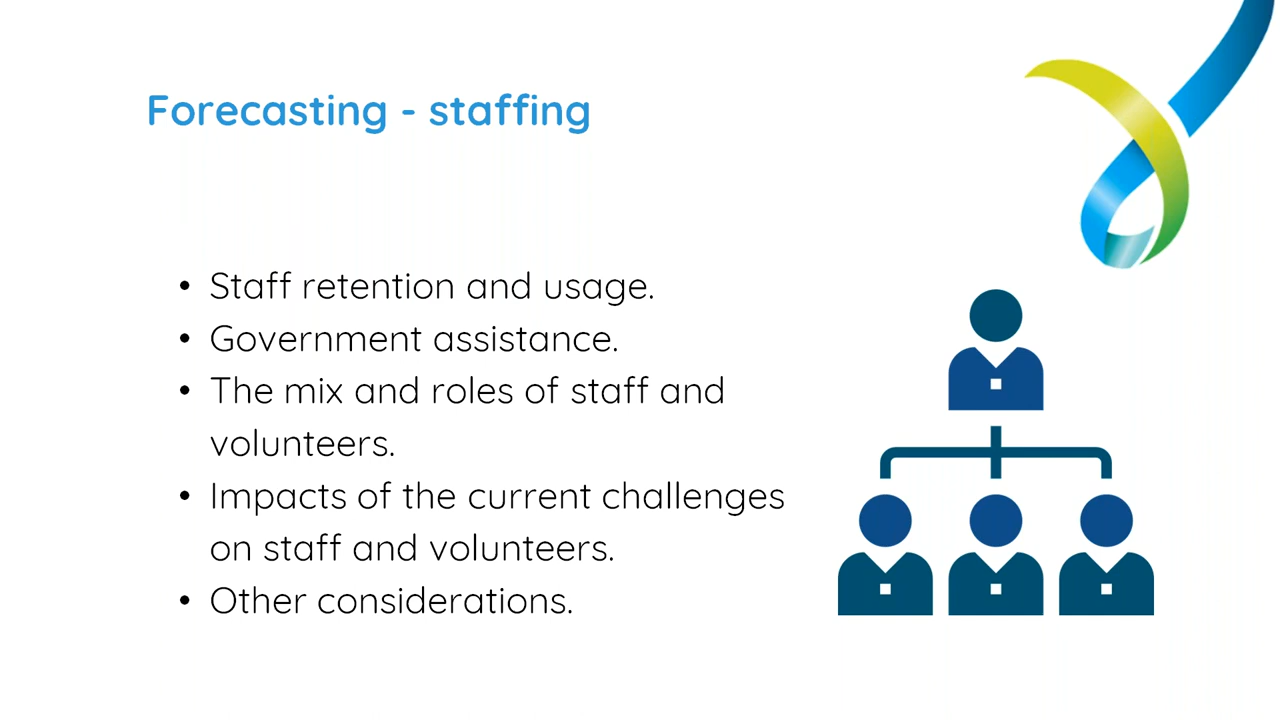 Forecasting - staffing
• Staff retention and usage.
• Government assistance.
• The mix and roles of staff and
volunteers.
• Impacts of the current challenges
on staff and volunteers.
• Other considerations.